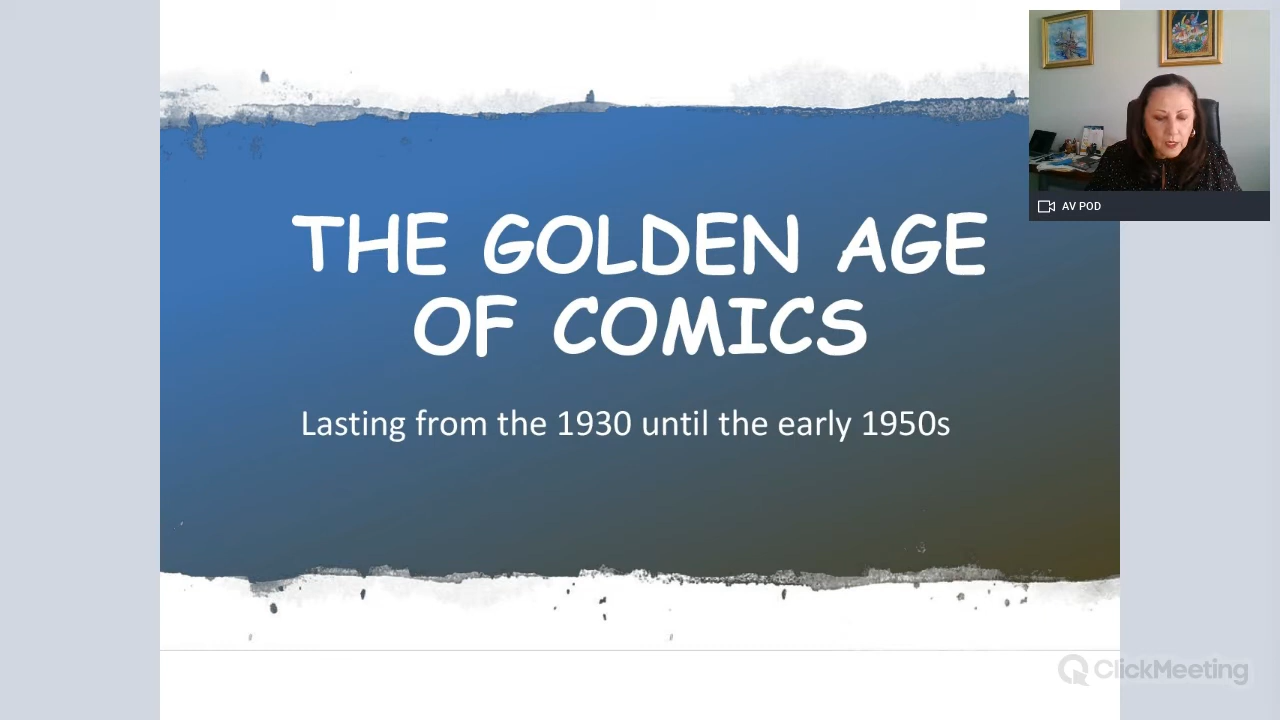 THE GOLDEN AGE
OF COMICS
Lasting from the 1930 until the early 1950s
AV POD
ClickMeeting